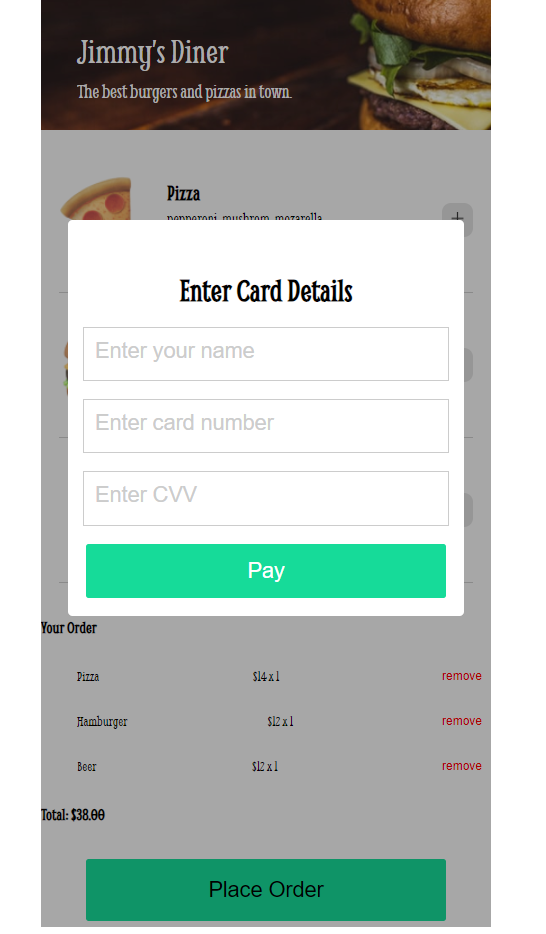 Jimmy's Diner
The best burgers and pizzas in town.
Pizza
pepperoni, mushrom, mozarella
+
Enter Card Details
Enter your name
Enter card number
Enter CVV
Pay
Your Order
Pizza $14 x 1 remove
Hamburger $12 x 1 remove
Beer $12 x 1 remove
Total: $38.00
Place Order